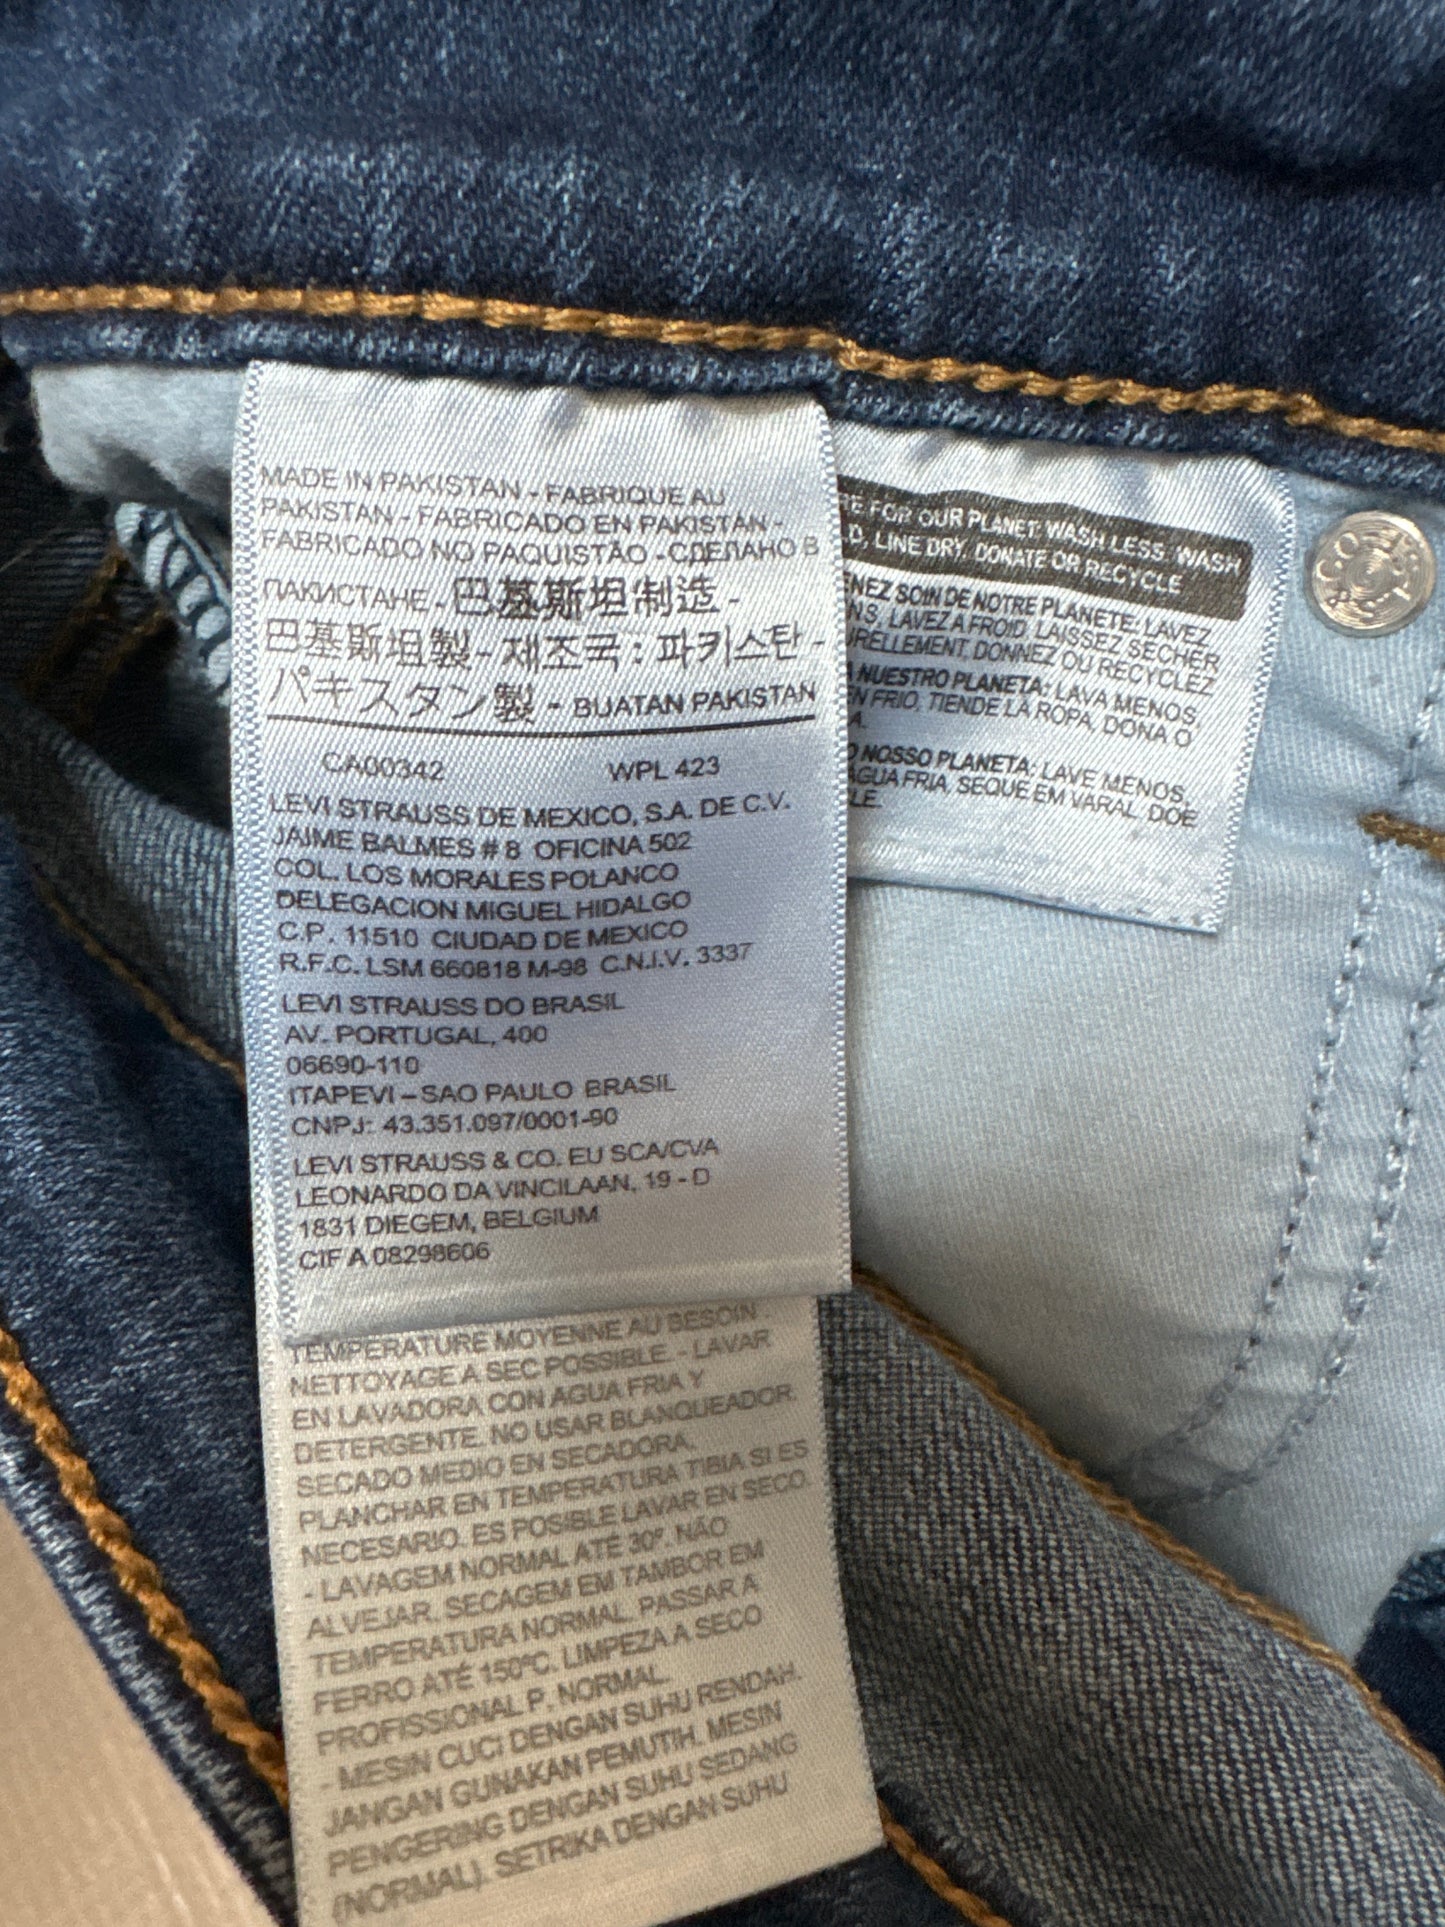 MADE IN PAKISTAN - FABRIQUE AU
PAKISTAN - FABRICADO EN PAKISTAN -
FABRICADO NO PAQUISTÃO - СДЕЛАНО В
ПАКИСТАНЕ - 巴基斯坦制造 -
巴基斯坦製 - 제조국 : 파키스탄 -
パキスタン製 - BUATAN PAKISTAN
CA00342 WPL 423
LEVI STRAUSS DE MEXICO, S.A. DE C.V.
JAIME BALMES # 8 OFICINA 502
COL. LOS MORALES POLANCO
DELEGACION MIGUEL HIDALGO
C.P. 11510 CIUDAD DE MEXICO
R.F.C. LSM 660818 M-98 C.N.I.V. 3337
LEVI STRAUSS DO BRASIL
AV. PORTUGAL, 400
06690-110
ITAPEVI – SAO PAULO BRASIL
CNPJ: 43.351.097/0001-90
LEVI STRAUSS & CO. EU SCA/CVA
LEONARDO DA VINCILAAN, 19 - D
1831 DIEGEM, BELGIUM
CIF A 08298606
TEMPERATURE MOYENNE AU BESOIN
NETTOYAGE A SEC POSSIBLE. - LAVAR
EN LAVADORA CON AGUA FRIA Y
DETERGENTE. NO USAR BLANQUEADOR.
SECADO MEDIO EN SECADORA.
PLANCHAR EN TEMPERATURA TIBIA SI ES
NECESARIO. ES POSIBLE LAVAR EN SECO.
- LAVAGEM NORMAL ATÉ 30º. NÃO
ALVEJAR. SECAGEM EM TAMBOR EM
TEMPERATURA NORMAL. PASSAR A
FERRO ATÉ 150ºC. LIMPEZA A SECO
PROFISSIONAL P. NORMAL.
- MESIN CUCI DENGAN SUHU RENDAH.
JANGAN GUNAKAN PEMUTIH. MESIN
PENGERING DENGAN SUHU SEDANG
(NORMAL). SETRIKA DENGAN SUHU
RE FOR OUR PLANET: WASH LESS, WASH
D, LINE DRY, DONATE OR RECYCLE
ENEZ SOIN DE NOTRE PLANETE: LAVEZ
NS, LAVEZ A FROID, LAISSEZ SECHER
URELLEMENT, DONNEZ OU RECYCLEZ
A NUESTRO PLANETA: LAVA MENOS,
EN FRIO, TIENDE LA ROPA, DONA O
A.
O NOSSO PLANETA: LAVE MENOS,
AGUA FRIA, SEQUE EM VARAL, DOE
LE.